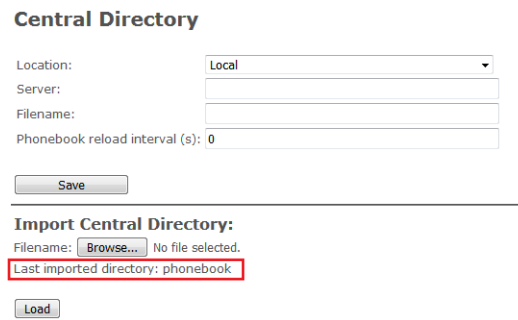 Central Directory
Location: Local
Server:
Filename:
Phonebook reload interval (s): 0
Save
Import Central Directory:
Filename: Browse... No file selected.
Last imported directory: phonebook
Load